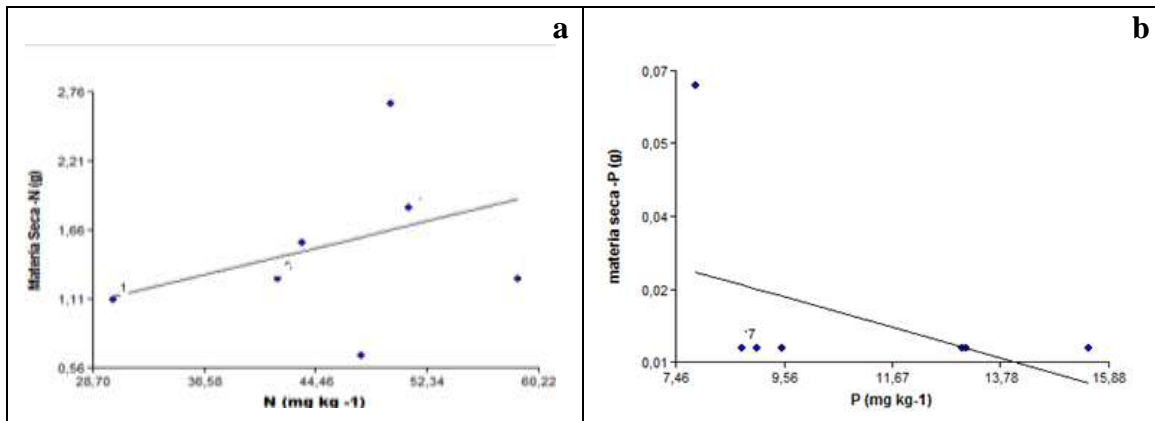 a
2,76
2,21
1,66
1,11
0,56
28,70 36,58 44,46 52,34 60,22
Materia Seca -N (g)
N (mg kg -1)
1
b
0,07
0,05
0,04
0,02
0,01
7,46 9,56 11,67 13,78 15,88
materia seca -P (g)
P (mg kg-1)
7